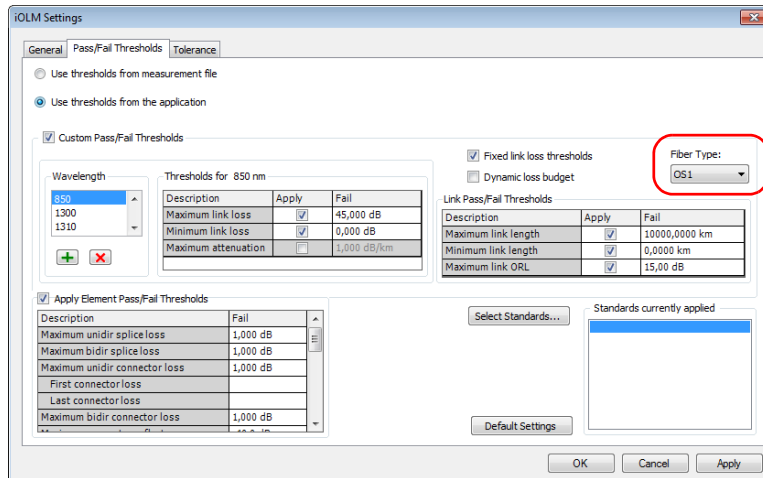 iOLM Settings
General Pass/Fail Thresholds Tolerance
Use thresholds from measurement file
Use thresholds from the application
Custom Pass/Fail Thresholds
Wavelength
850
1300
1310
Thresholds for 850 nm
Description Apply Fail
Maximum link loss 45,000 dB
Minimum link loss 0,000 dB
Maximum attenuation 1,000 dB/km
Fixed link loss thresholds
Dynamic loss budget
Fiber Type:
OS1
Link Pass/Fail Thresholds
Description Apply Fail
Maximum link length 10000,0000 km
Minimum link length 0,0000 km
Maximum link ORL 15,00 dB
Apply Element Pass/Fail Thresholds
Description Fail
Maximum unidir splice loss 1,000 dB
Maximum bidir splice loss 1,000 dB
Maximum unidir connector loss 1,000 dB
First connector loss
Last connector loss
Maximum bidir connector loss 1,000 dB
Select Standards...
Standards currently applied
Default Settings
OK Cancel Apply